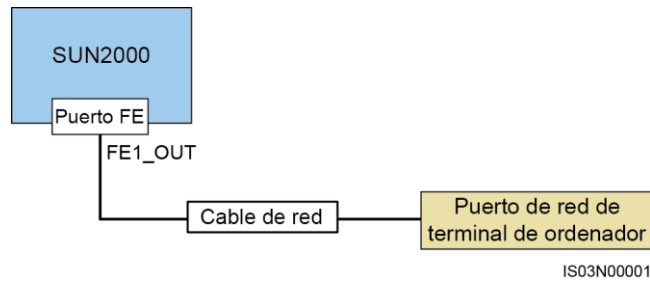 SUN2000
Puerto FE
FE1_OUT
Cable de red
Puerto de red de
terminal de ordenador
IS03N00001